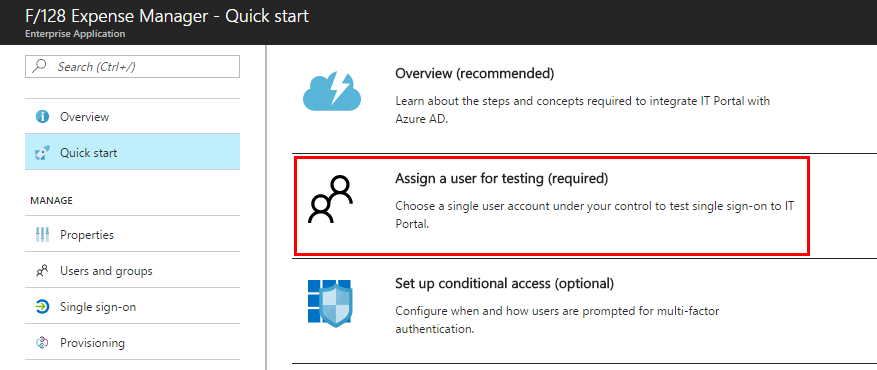 F/128 Expense Manager - Quick start
Enterprise Application
Search (Ctrl+/)
Overview
Quick start
MANAGE
Properties
Users and groups
Single sign-on
Provisioning
Overview (recommended)
Learn about the steps and concepts required to integrate IT Portal with
Azure AD.
Assign a user for testing (required)
Choose a single user account under your control to test single sign-on to IT
Portal.
Set up conditional access (optional)
Configure when and how users are prompted for multi-factor
authentication.